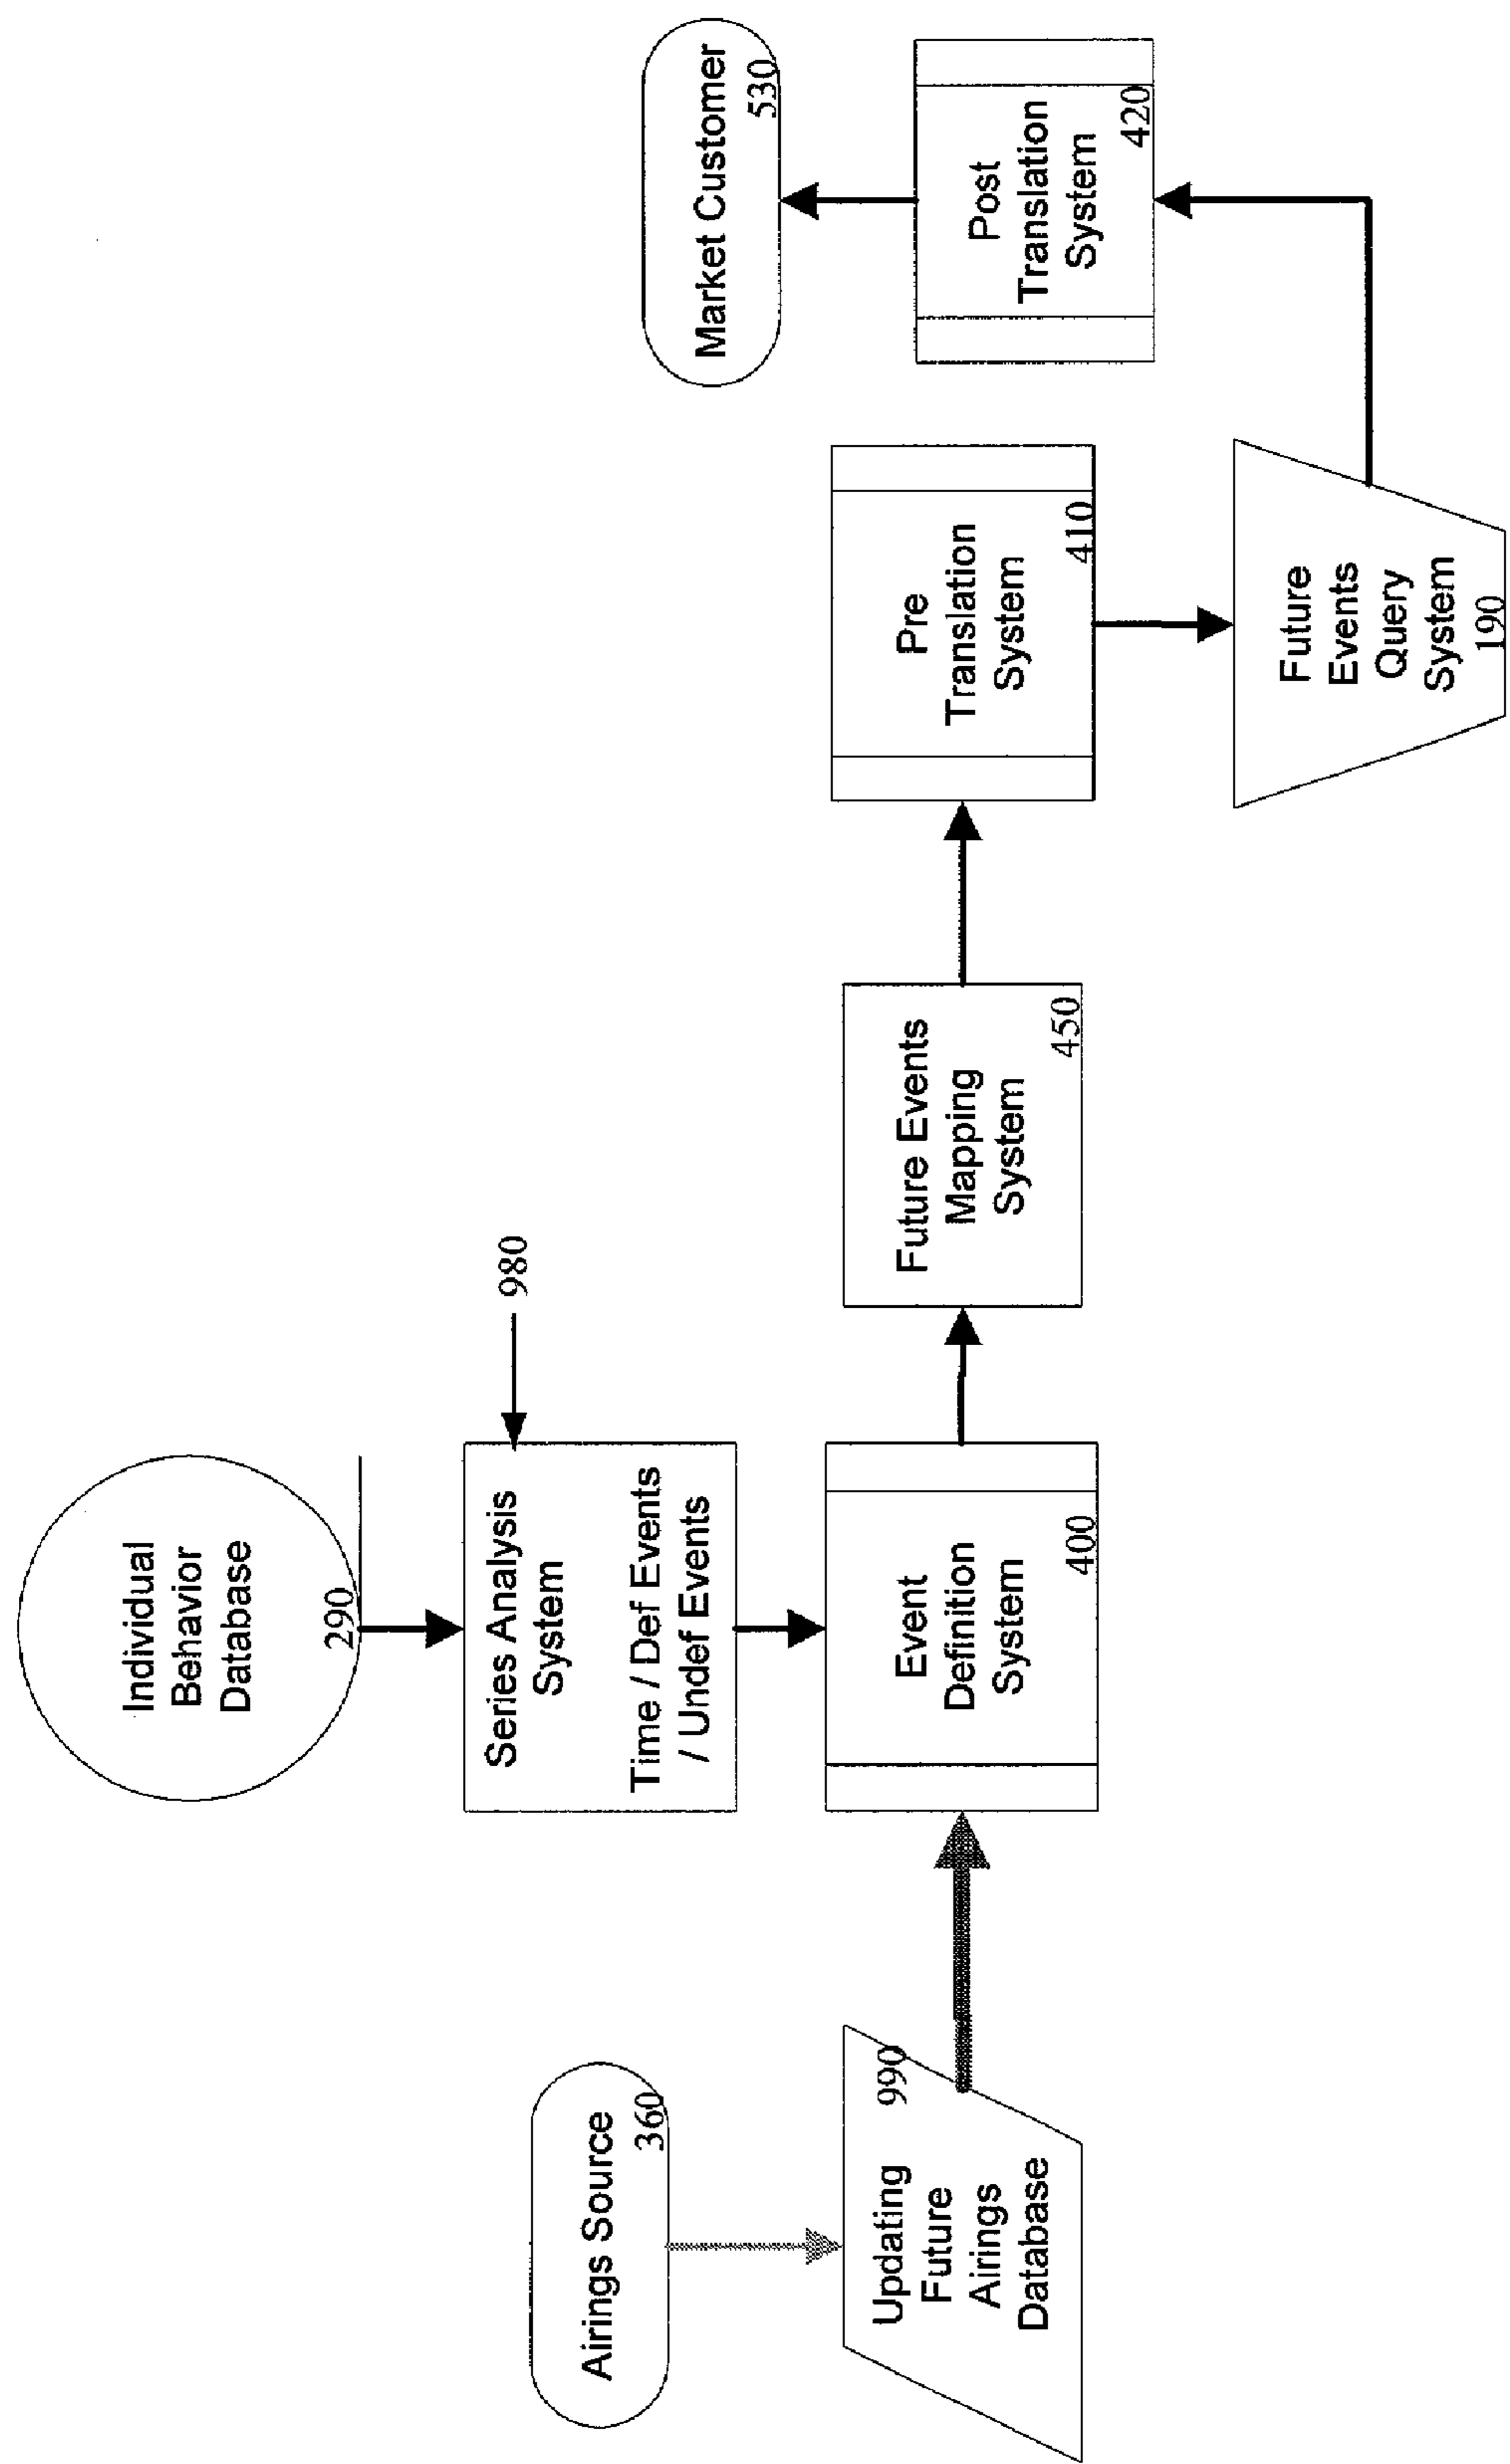 Individual
Behavior
Database
290
Airings Source
360
Series Analysis
System
Time / Def Events
/ Undef Events
980
Updating
Future
Airings
Database
990
Event
Definition
System
400
Future Events
Mapping
System
450
Pre
Translation
System
410
Future
Events
Query
System
190
Post
Translation
System
420
Market Customer
530